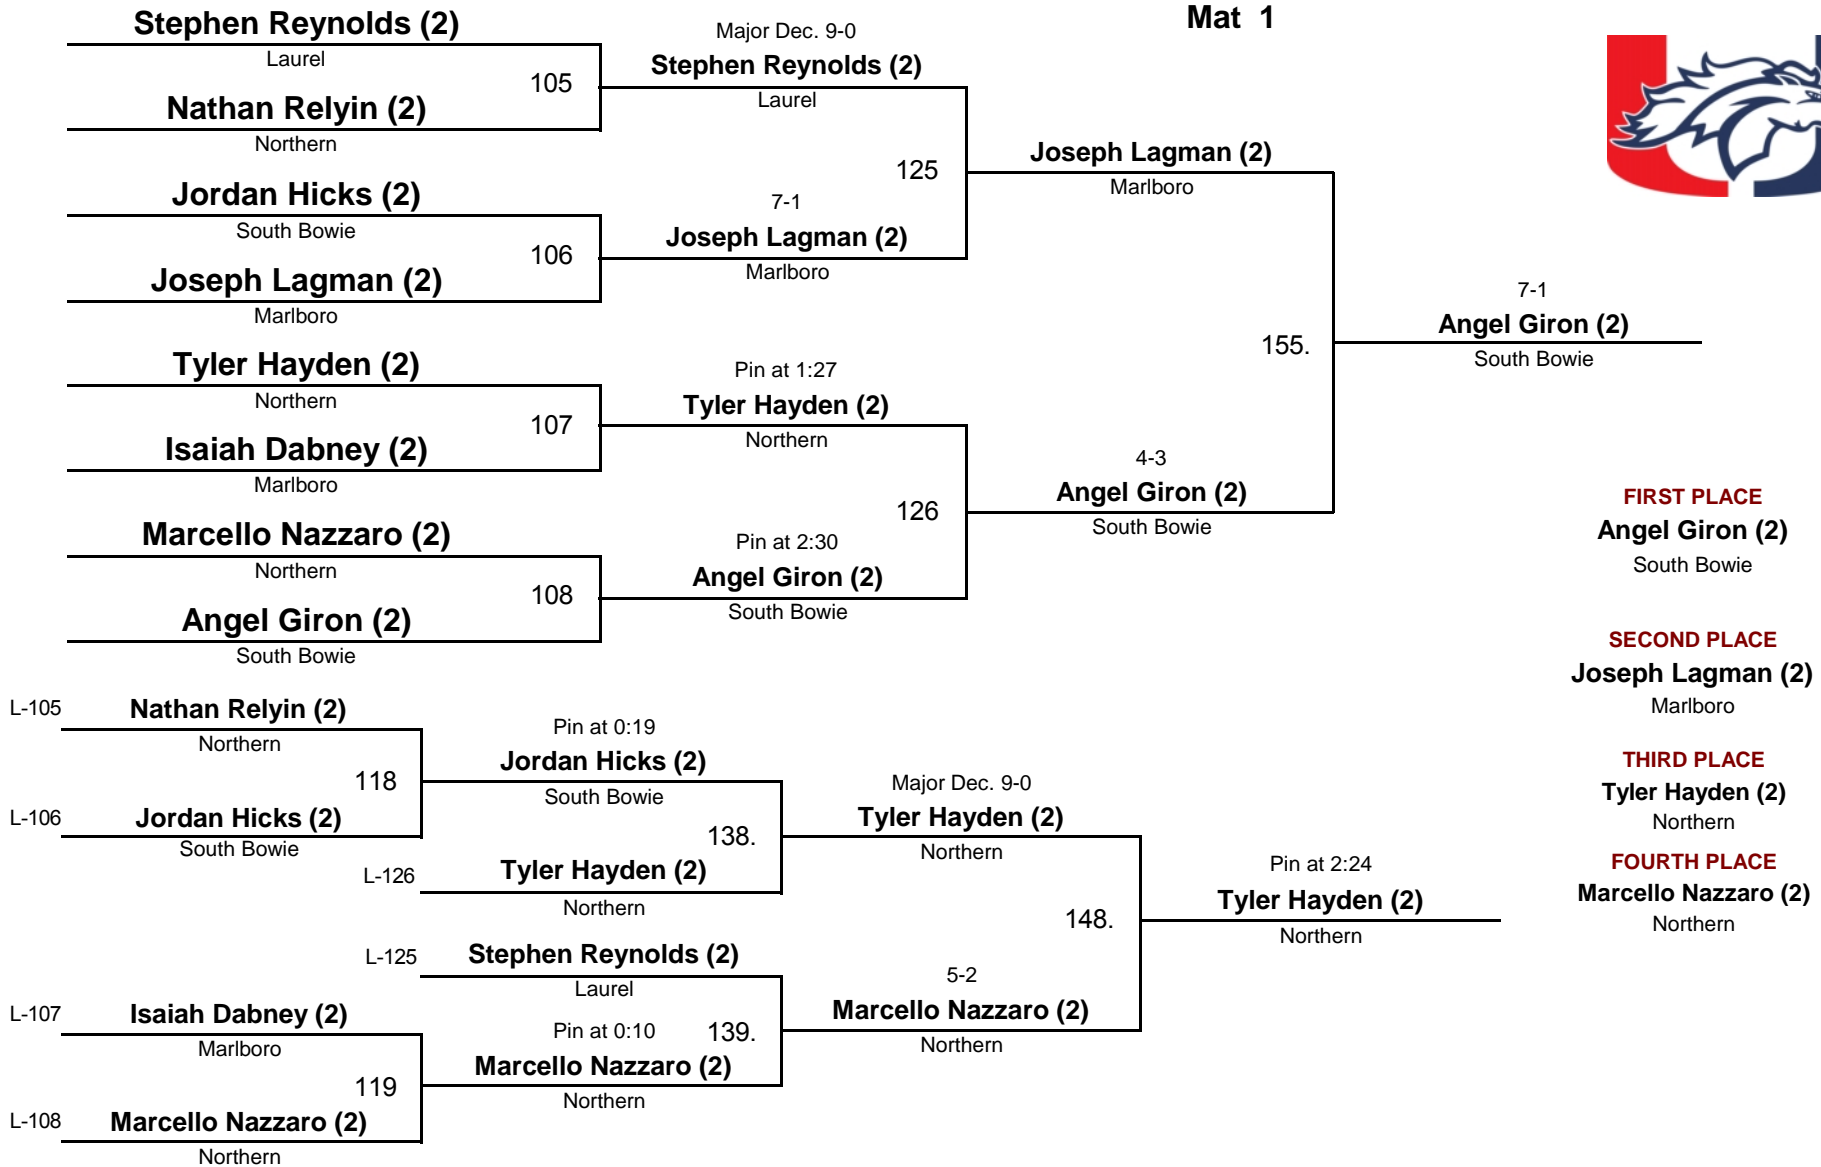 Mat 1
Stephen Reynolds (2)
Laurel
105
Nathan Relyin (2)
Northern
Major Dec. 9-0
Stephen Reynolds (2)
Laurel
Jordan Hicks (2)
South Bowie
106
Joseph Lagman (2)
Marlboro
7-1
Joseph Lagman (2)
Marlboro
125
Joseph Lagman (2)
Marlboro
Tyler Hayden (2)
Northern
107
Isaiah Dabney (2)
Marlboro
Pin at 1:27
Tyler Hayden (2)
Northern
Marcello Nazzaro (2)
Northern
108
Angel Giron (2)
South Bowie
Pin at 2:30
Angel Giron (2)
South Bowie
126
4-3
Angel Giron (2)
South Bowie
155.
7-1
Angel Giron (2)
South Bowie
FIRST PLACE
Angel Giron (2)
South Bowie
SECOND PLACE
Joseph Lagman (2)
Marlboro
THIRD PLACE
Tyler Hayden (2)
Northern
FOURTH PLACE
Marcello Nazzaro (2)
Northern
L-105
Nathan Relyin (2)
Northern
118
L-106
Jordan Hicks (2)
South Bowie
Pin at 0:19
Jordan Hicks (2)
South Bowie
138.
L-126
Tyler Hayden (2)
Northern
Major Dec. 9-0
Tyler Hayden (2)
Northern
L-125
Stephen Reynolds (2)
Laurel
L-107
Isaiah Dabney (2)
Marlboro
119
L-108
Marcello Nazzaro (2)
Northern
Pin at 0:10
139.
Marcello Nazzaro (2)
Northern
5-2
Marcello Nazzaro (2)
Northern
148.
Pin at 2:24
Tyler Hayden (2)
Northern